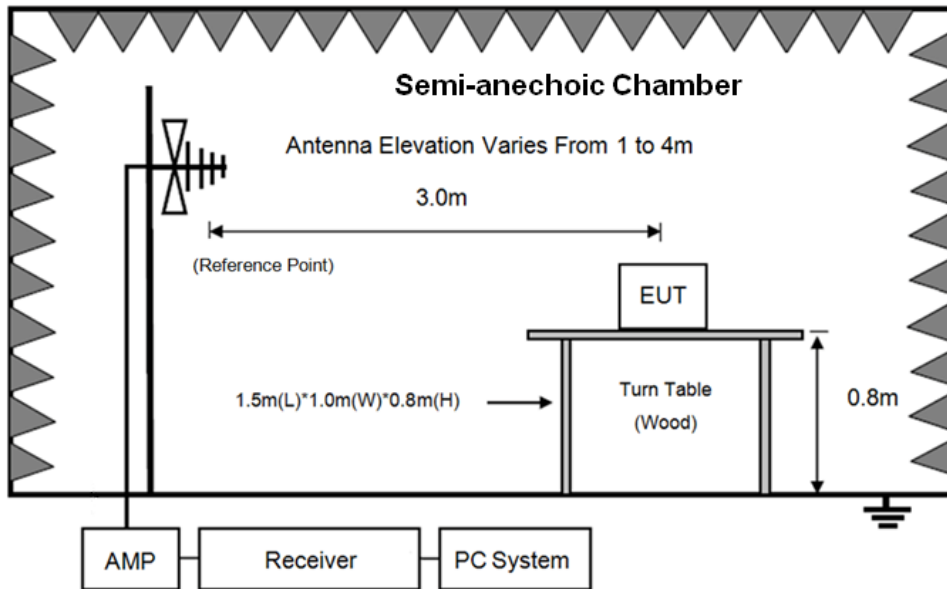 Semi-anechoic Chamber
Antenna Elevation Varies From 1 to 4m
3.0m
(Reference Point)
EUT
1.5m(L)*1.0m(W)*0.8m(H)
Turn Table
(Wood)
0.8m
AMP
Receiver
PC System